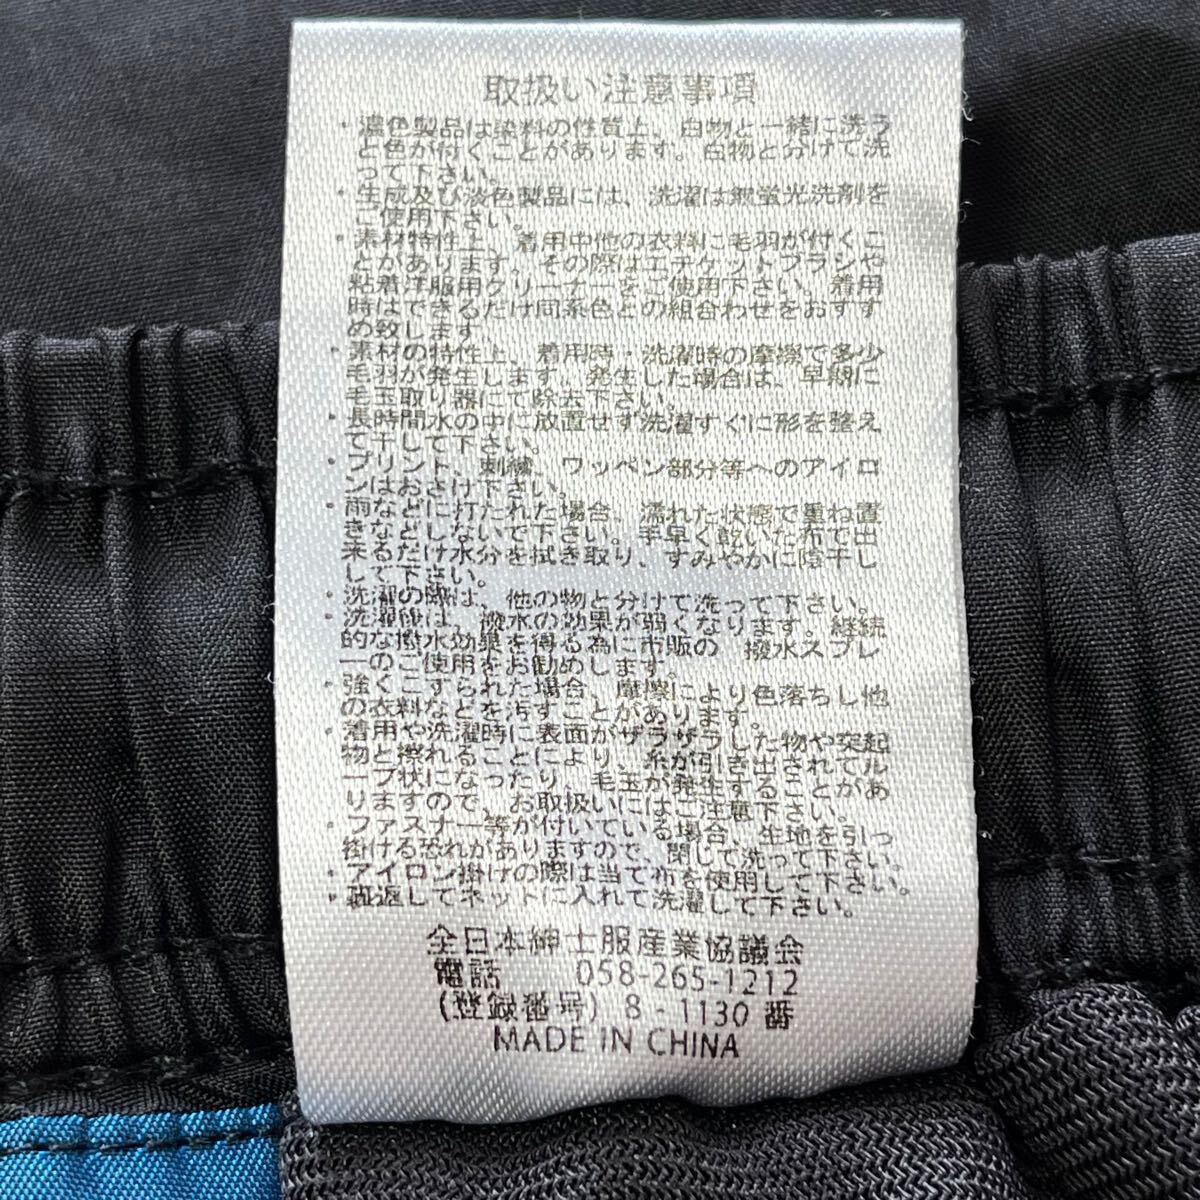 取扱い注意事項
・濃色製品は染料の性質上、白物と一緒に洗う
と色が付くことがあります。白物と分けて洗
って下さい。
・生成及び淡色製品には、洗濯は無蛍光洗剤を
ご使用下さい。
・素材特性上、着用中他の衣料に毛羽が付くこ
とがあります。その際はエチケットブラシや
粘着洋服用クリーナーをご使用下さい。着用
時はできるだけ同系色との組合わせをおすす
め致します。
・素材の特性上、着用時・洗濯時の摩擦で多少
毛羽が発生します。発生した場合は、早期に
毛玉取り器にて除去下さい。
・長時間水の中に放置せず洗濯すぐに形を整え
て干して下さい。
・プリント、刺繍、ワッペン部分等へのアイロ
ンはおさけ下さい。
・雨などに打たれた場合、濡れた状態で重ね置
きなどしないで下さい。手早く乾いた布で出
来るだけ水分を拭き取り、すみやかに陰干し
して下さい。
・洗濯の際は、他の物と分けて洗って下さい。
・洗濯後は、撥水の効果が弱くなります。継続
的な撥水効果を得る為に市販の 撥水スプレ
ーのご使用をお勧めします。
・強くこすられた場合、摩擦により色落ちし他
の衣料などを汚すことがあります。
・着用や洗濯時に表面がザラザラした物や突起
物と擦れることにより、糸が引き出されてル
ープ状になったり、毛玉が発生することがあ
りますので、お取扱いにはご注意下さい。
・ファスナー等が付いている場合、生地を引っ
掛ける恐れがありますので、閉じて洗って下さい。
・アイロン掛けの際は当て布を使用して下さい。
・裏返してネットに入れて洗濯して下さい。
全日本紳士服産業協議会
電話 058-265-1212
(登録番号) 8 - 1130 番
MADE IN CHINA